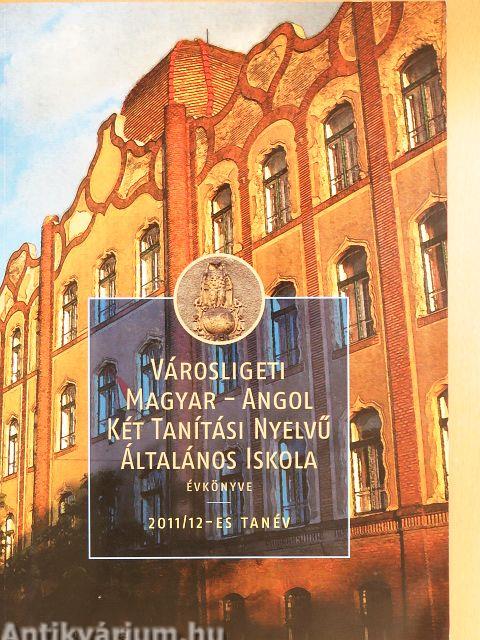 VÁROSLIGETI
MAGYAR – ANGOL
KÉT TANÍTÁSI NYELVŰ
ÁLTALÁNOS ISKOLA
ÉVKÖNYVE
2011/12-ES TANÉV
Antikvárium.hu